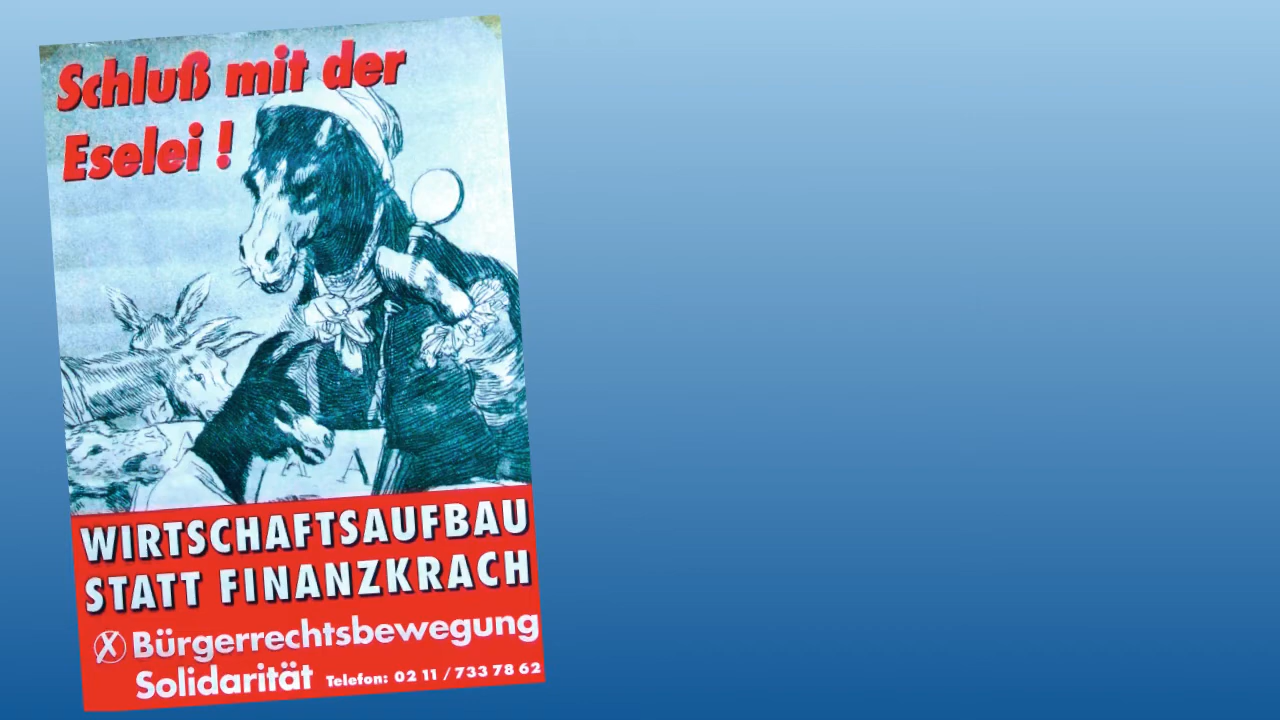 Schluß mit der
Eselei !
A A
WIRTSCHAFTSAUFBAU
STATT FINANZKRACH
Bürgerrechtsbewegung
Solidarität Telefon: 02 11 / 733 78 62